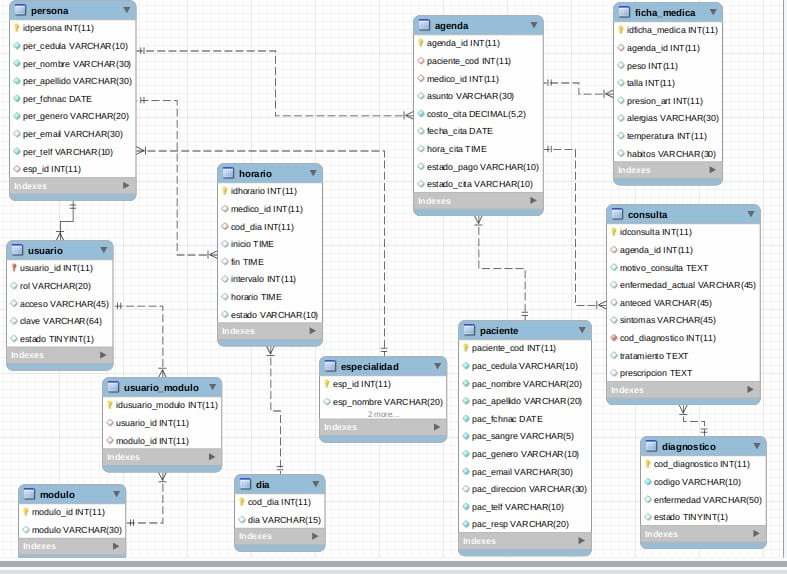 persona
idpersona INT(11)
per_cedula VARCHAR(10)
per_nombre VARCHAR(30)
per_apellido VARCHAR(30)
per_fchnac DATE
per_genero VARCHAR(20)
per_email VARCHAR(30)
per_telf VARCHAR(10)
esp_id INT(11)
Indexes
agenda
agenda_id INT(11)
paciente_cod INT(11)
medico_id INT(11)
asunto VARCHAR(30)
costo_cita DECIMAL(5,2)
fecha_cita DATE
hora_cita TIME
estado_pago VARCHAR(10)
estado_cita VARCHAR(10)
Indexes
ficha_medica
idficha_medica INT(11)
agenda_id INT(11)
peso INT(11)
talla INT(11)
presion_art INT(11)
alergias VARCHAR(30)
temperatura INT(11)
habitos VARCHAR(30)
Indexes
horario
idhorario INT(11)
medico_id INT(11)
cod_dia INT(11)
inicio TIME
fin TIME
intervalo INT(11)
horario TIME
estado VARCHAR(10)
Indexes
usuario
usuario_id INT(11)
rol VARCHAR(20)
acceso VARCHAR(45)
clave VARCHAR(64)
estado TINYINT(1)
Indexes
consulta
idconsulta INT(11)
agenda_id INT(11)
motivo_consulta TEXT
enfermedad_actual VARCHAR(45)
anteced VARCHAR(45)
sintomas VARCHAR(45)
cod_diagnostico INT(11)
tratamiento TEXT
prescripcion TEXT
Indexes
paciente
paciente_cod INT(11)
pac_cedula VARCHAR(10)
pac_nombre VARCHAR(20)
pac_apellido VARCHAR(20)
pac_fchnac DATE
pac_sangre VARCHAR(5)
pac_genero VARCHAR(10)
pac_email VARCHAR(30)
pac_direccion VARCHAR(30)
pac_telf VARCHAR(10)
pac_resp VARCHAR(20)
Indexes
especialidad
esp_id INT(11)
esp_nombre VARCHAR(20)
2 more...
Indexes
usuario_modulo
idusuario_modulo INT(11)
usuario_id INT(11)
modulo_id INT(11)
Indexes
diagnostico
cod_diagnostico INT(11)
codigo VARCHAR(10)
enfermedad VARCHAR(50)
estado TINYINT(1)
Indexes
dia
cod_dia INT(11)
dia VARCHAR(15)
Indexes
modulo
modulo_id INT(11)
modulo VARCHAR(30)
Indexes